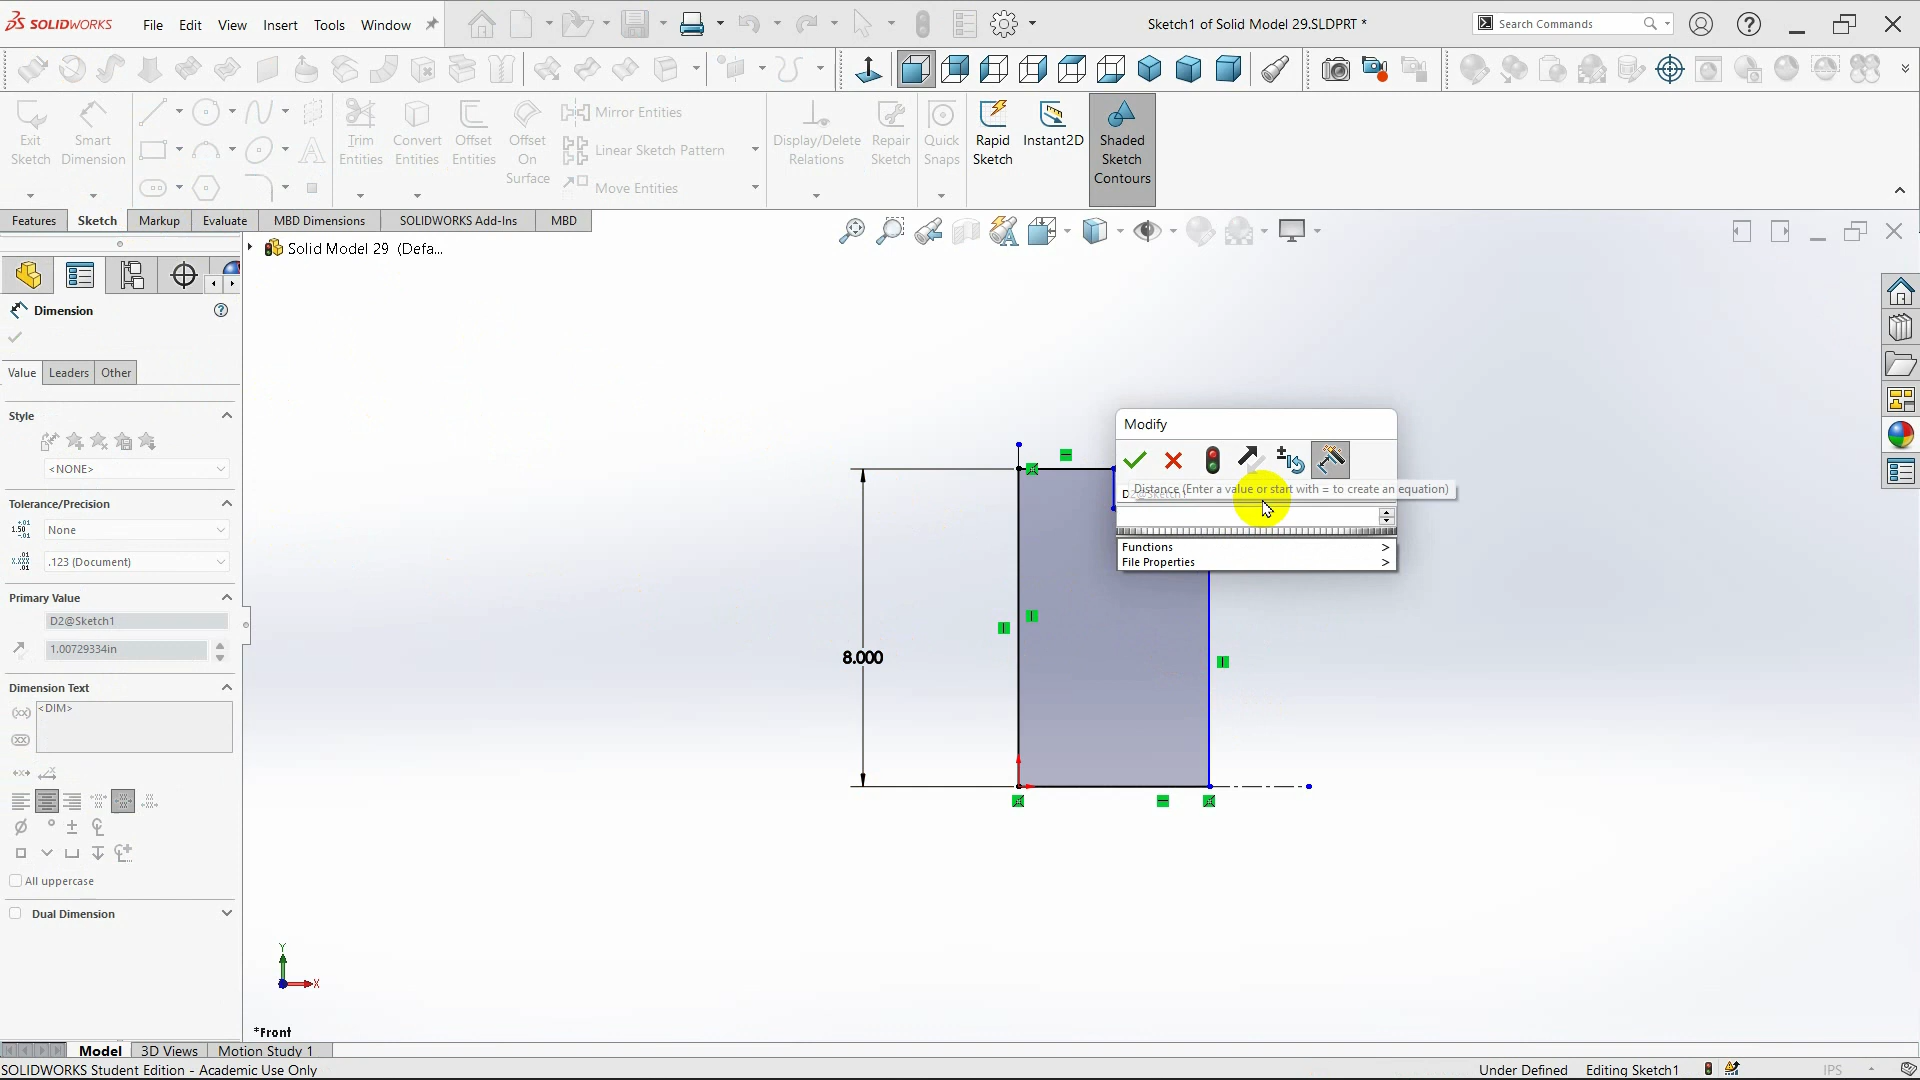 SOLIDWORKS File Edit View Insert Tools Window
Sketch1 of Solid Model 29.SLDPRT *
Search Commands
Exit Sketch
Smart Dimension
Trim Entities
Convert Entities
Offset Entities
Offset On Surface
Mirror Entities
Linear Sketch Pattern
Move Entities
Display/Delete Relations
Repair Sketch
Quick Snaps
Rapid Sketch
Instant2D
Shaded Sketch Contours
Features Sketch Markup Evaluate MBD Dimensions SOLIDWORKS Add-Ins MBD
Solid Model 29 (Defa...
Dimension
Value Leaders Other
Style
<NONE>
Tolerance/Precision
None
.123 (Document)
Primary Value
D2@Sketch1
1.00729334in
Dimension Text
<DIM>
All uppercase
Dual Dimension
Modify
D2@Sketch1
Distance (Enter a value or start with = to create an equation)
Functions >
File Properties >
8.000
Y
X
*Front
Model 3D Views Motion Study 1
SOLIDWORKS Student Edition - Academic Use Only
Under Defined Editing Sketch1 IPS